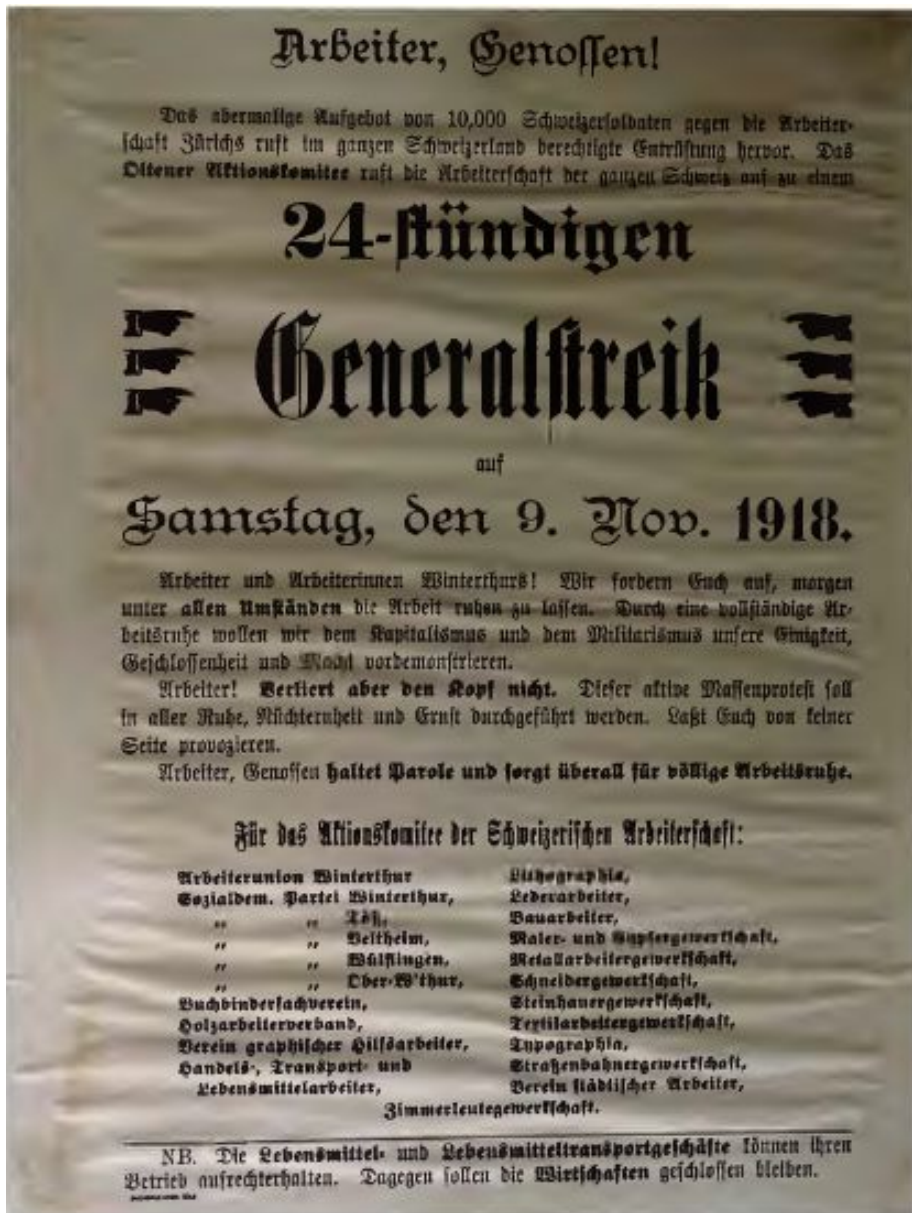 Arbeiter, Genossen!
Das abermalige Aufgebot von 10,000 Schweizersoldaten gegen die Arbeiter-
schaft Zürichs ruft im ganzen Schweizerland berechtigte Entrüstung hervor. Das
Oltener Aktionskomitee ruft die Arbeiterschaft der ganzen Schweiz auf zu einem
24-stündigen
Generalstreik
auf
Samstag, den 9. Nov. 1918.
Arbeiter und Arbeiterinnen Winterthurs! Wir fordern Euch auf, morgen
unter allen Umständen die Arbeit ruhen zu lassen. Durch eine vollständige Ar-
beitsruhe wollen wir dem Kapitalismus und dem Militarismus unsere Einigkeit,
Geschlossenheit und Macht vordemonstrieren.
Arbeiter! Verliert aber den Kopf nicht. Dieser aktive Massenprotest soll
in aller Ruhe, Nüchternheit und Ernst durchgeführt werden. Laßt Euch von keiner
Seite provozieren.
Arbeiter, Genossen haltet Parole und sorgt überall für völlige Arbeitsruhe.
Für das Aktionskomitee der Schweizerischen Arbeiterschaft:
Arbeiterunion Winterthur
Sozialdem. Partei Winterthur,
" " Töß,
" " Veltheim,
" " Wülflingen,
" " Ober-W'thur,
Buchbinderfachverein,
Holzarbeiterverband,
Verein graphischer Hilfsarbeiter,
Handels-, Transport- und
Lebensmittelarbeiter,
Lithographia,
Lederarbeiter,
Bauarbeiter,
Maler- und Gypsergewerkschaft,
Metallarbeitergewerkschaft,
Schneidergewerkschaft,
Steinhauergewerkschaft,
Textilarbeitergewerkschaft,
Typographia,
Straßenbahnergewerkschaft,
Verein städtischer Arbeiter,
Zimmerleutegewerkschaft.
NB. Die Lebensmittel- und Lebensmitteltransportgeschäfte können ihren
Betrieb aufrechterhalten. Dagegen sollen die Wirtschaften geschlossen bleiben.